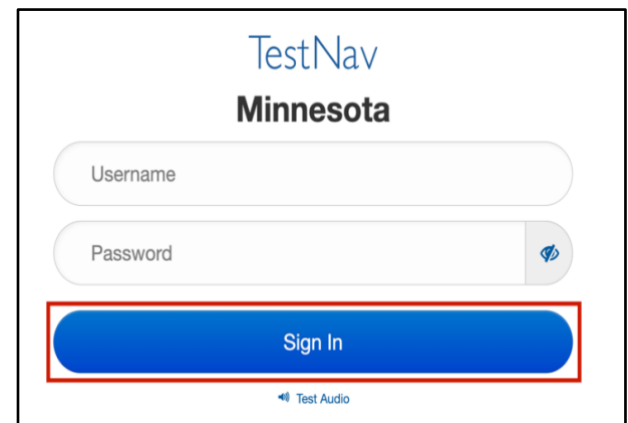 TestNav
Minnesota
Username
Password
Sign In
Test Audio